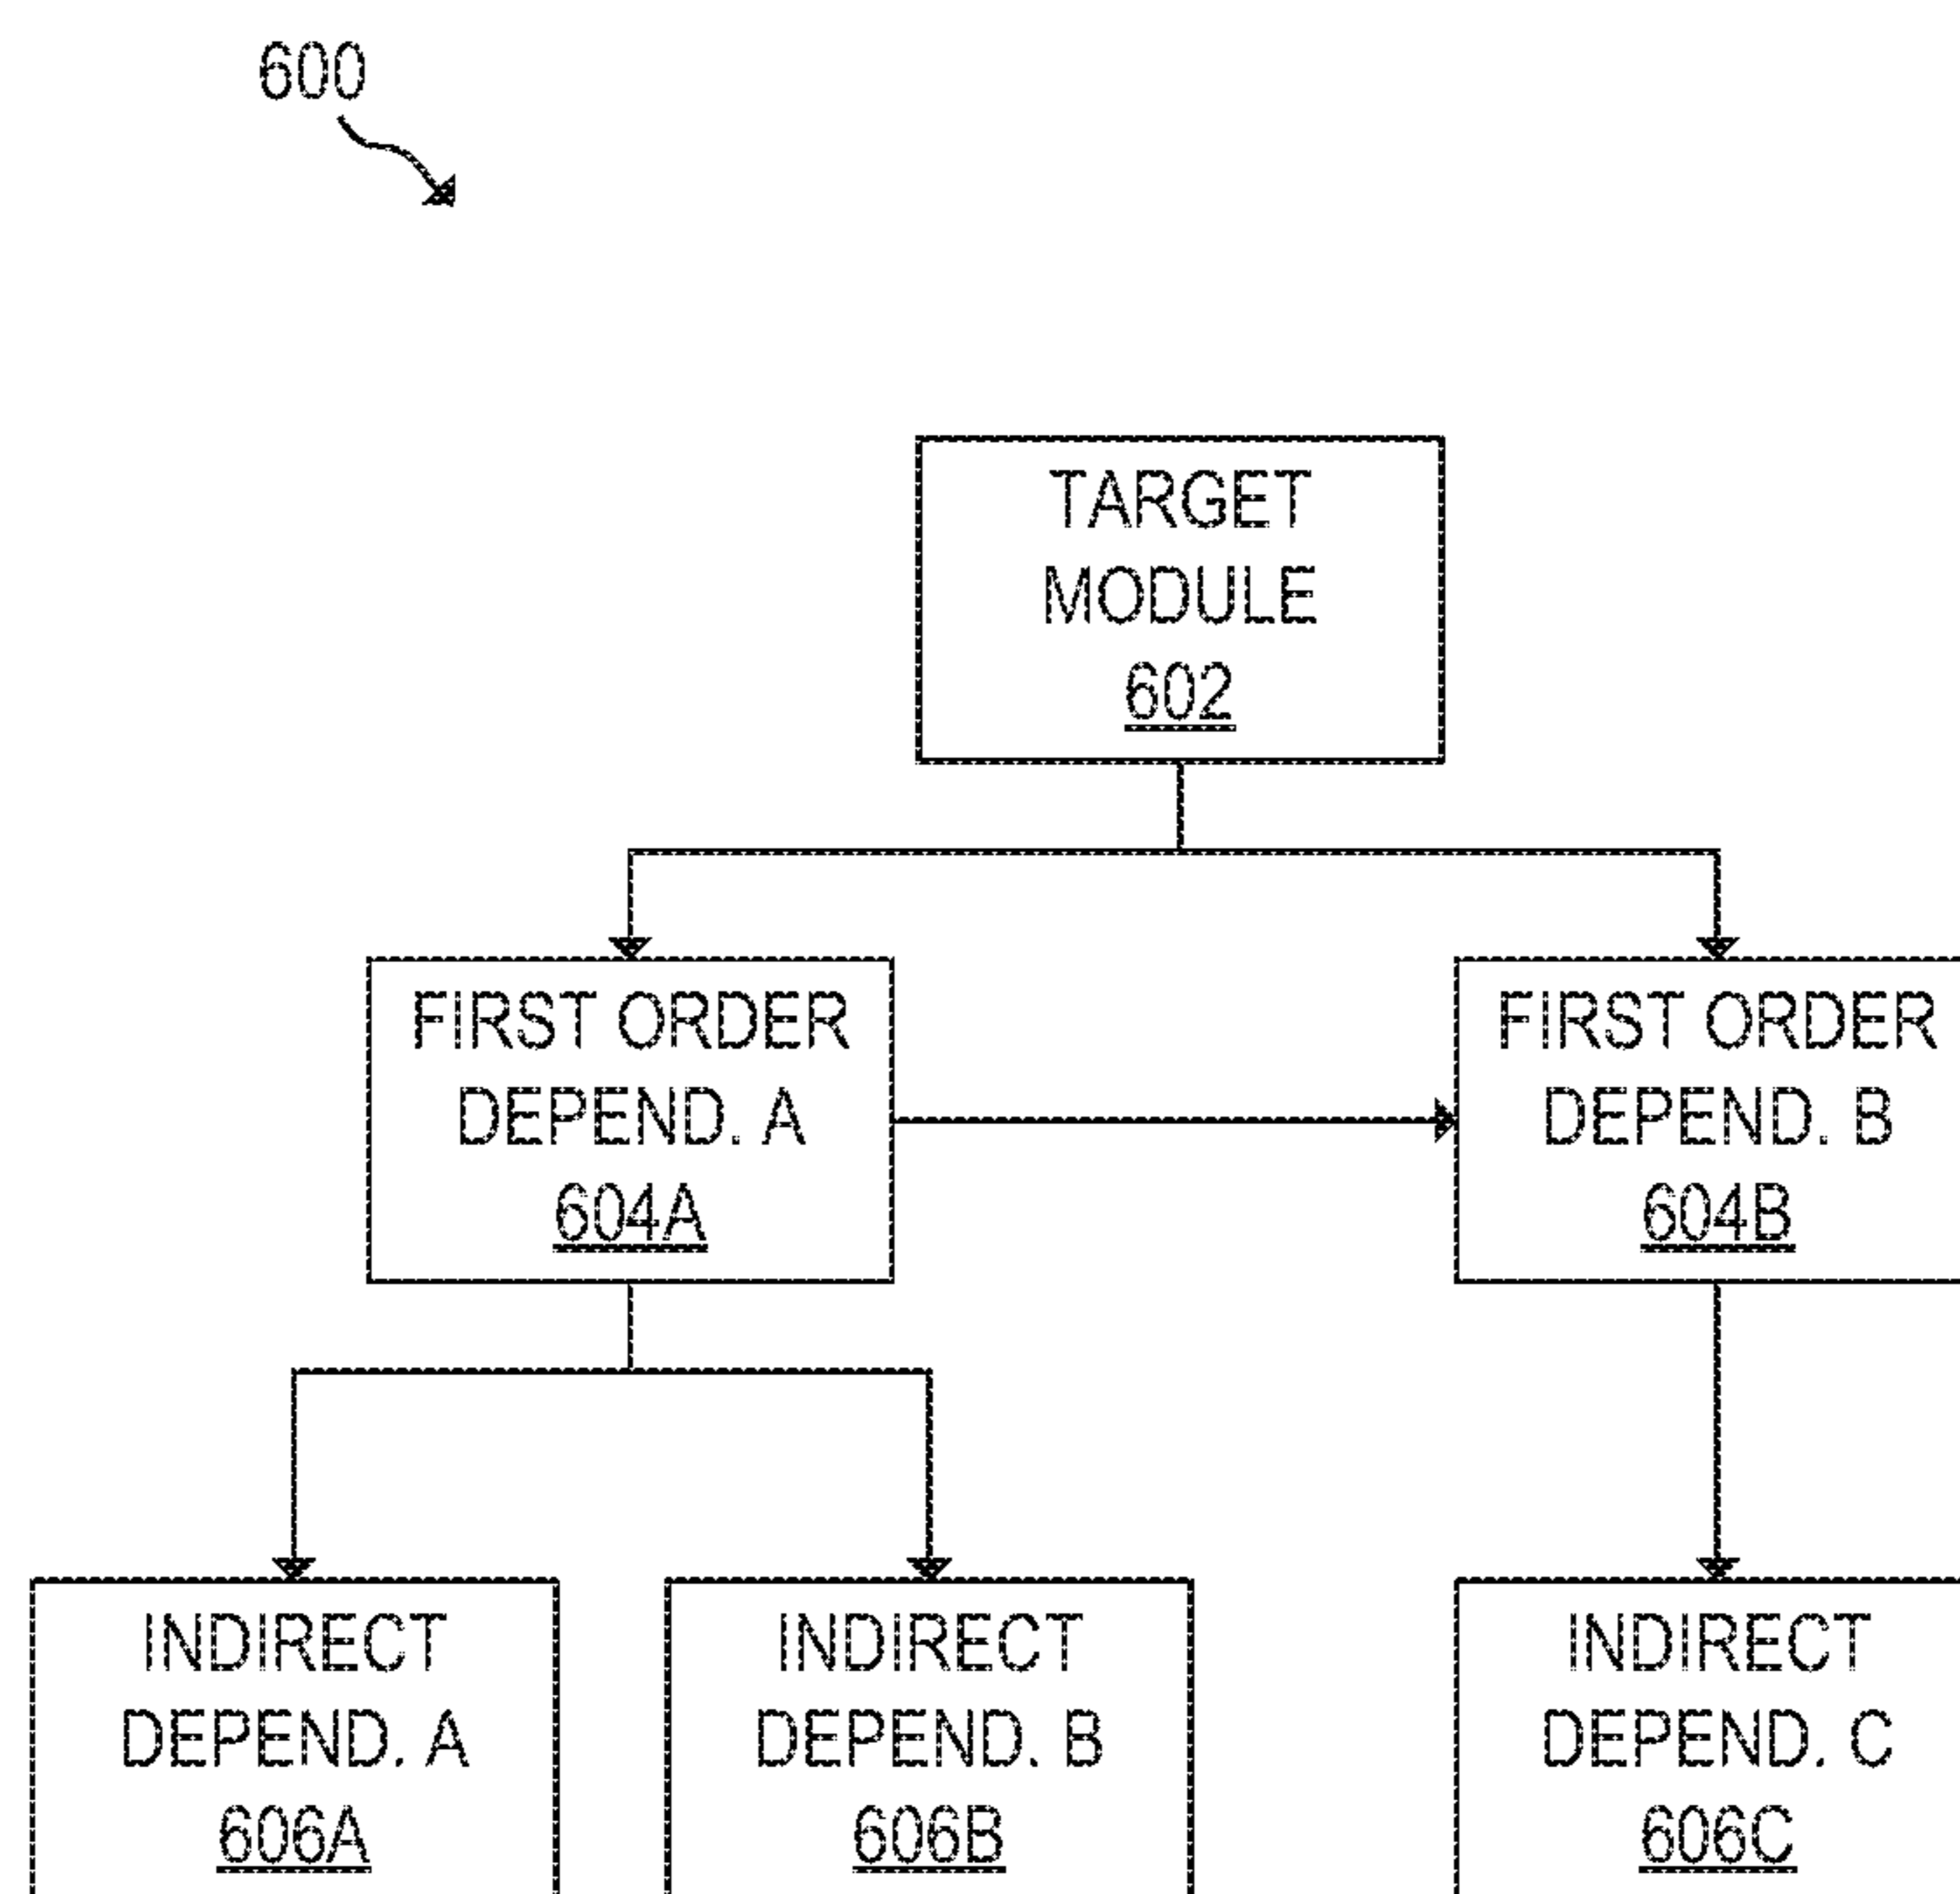 600
TARGET
MODULE
602
FIRST ORDER
DEPEND. A
604A
FIRST ORDER
DEPEND. B
604B
INDIRECT
DEPEND. A
606A
INDIRECT
DEPEND. B
606B
INDIRECT
DEPEND. C
606C